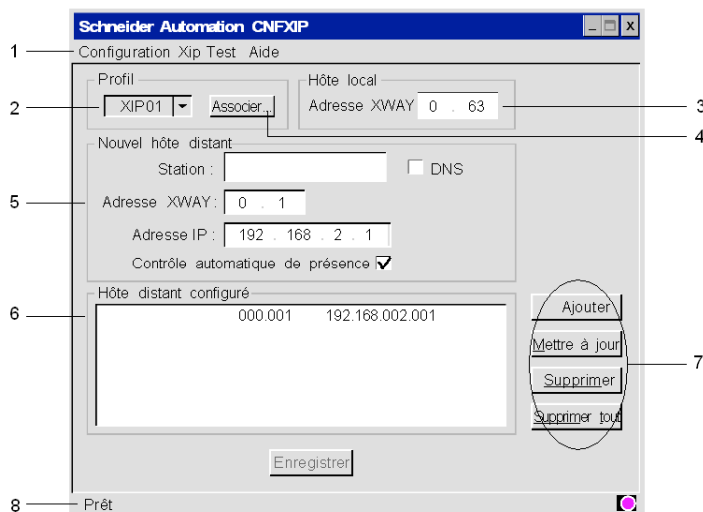 Schneider Automation CNFXIP
1 Configuration Xip Test Aide
Profil
Hôte local
2 XIP01 Associer... Adresse XWAY 0 . 63 3
4
Nouvel hôte distant
Station : DNS
5 Adresse XWAY : 0 . 1
Adresse IP : 192 . 168 . 2 . 1
Contrôle automatique de présence
Hôte distant configuré
6 000.001 192.168.002.001
Ajouter
Mettre à jour
7
Supprimer
Supprimer tout
Enregistrer
8 Prêt